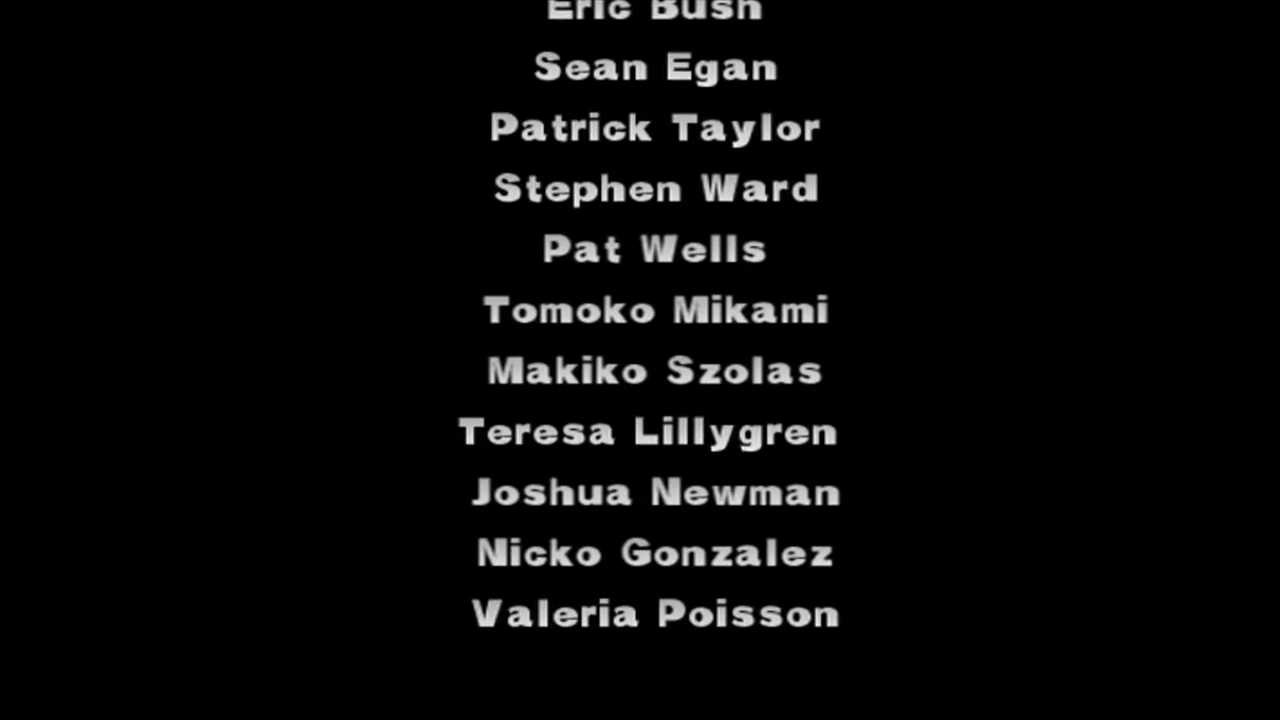 Eric Bush
Sean Egan
Patrick Taylor
Stephen Ward
Pat Wells
Tomoko Mikami
Makiko Szolas
Teresa Lillygren
Joshua Newman
Nicko Gonzalez
Valeria Poisson